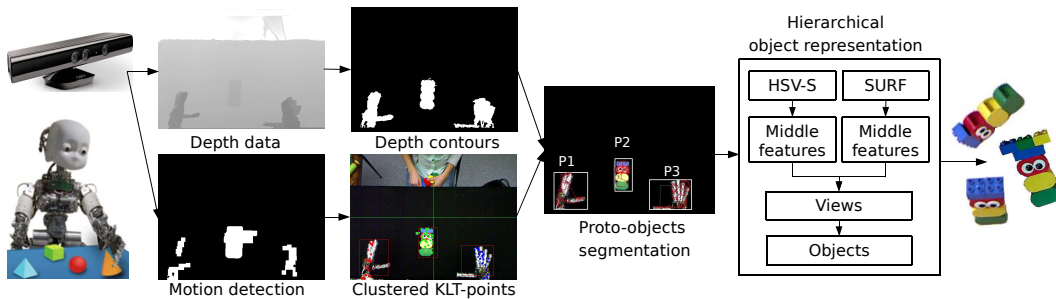 Hierarchical
object representation
HSV-S
SURF
Middle
features
Middle
features
Views
Objects
Depth data
Depth contours
P1
P2
P3
Proto-objects
segmentation
Motion detection
Clustered KLT-points